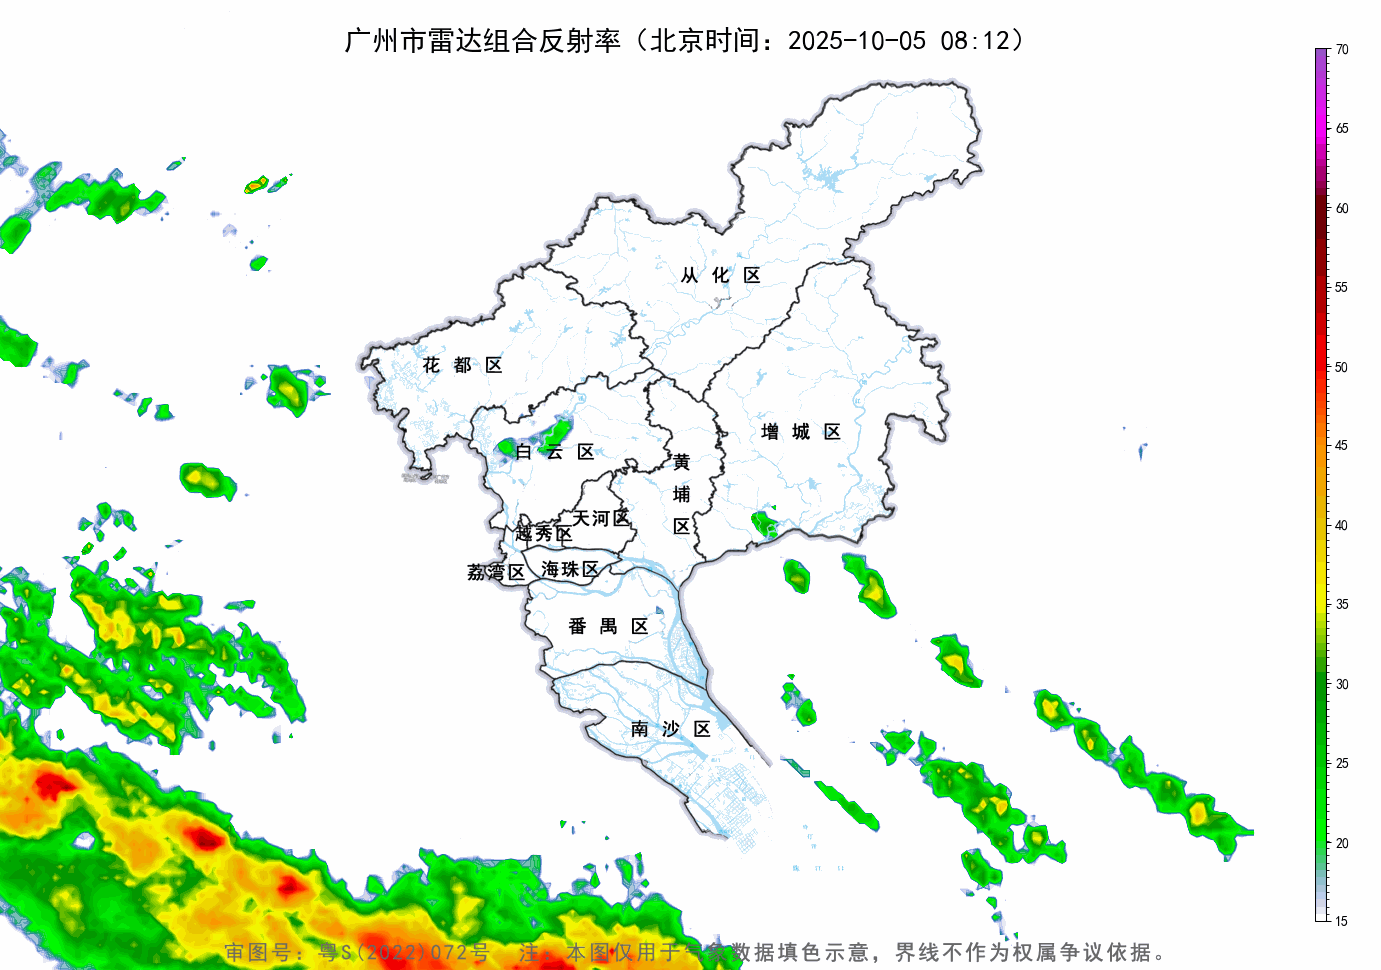 广州市雷达组合反射率（北京时间：2025-10-05 08:12）
70
65
60
55
50
45
40
35
30
25
20
15
从化区
花都区
增城区
白云区
黄埔区
天河区
越秀区
荔湾区
海珠区
番禺区
南沙区
审图号：粤S(2022)072号 注：本图仅用于气象数据填色示意，界线不作为权属争议依据。